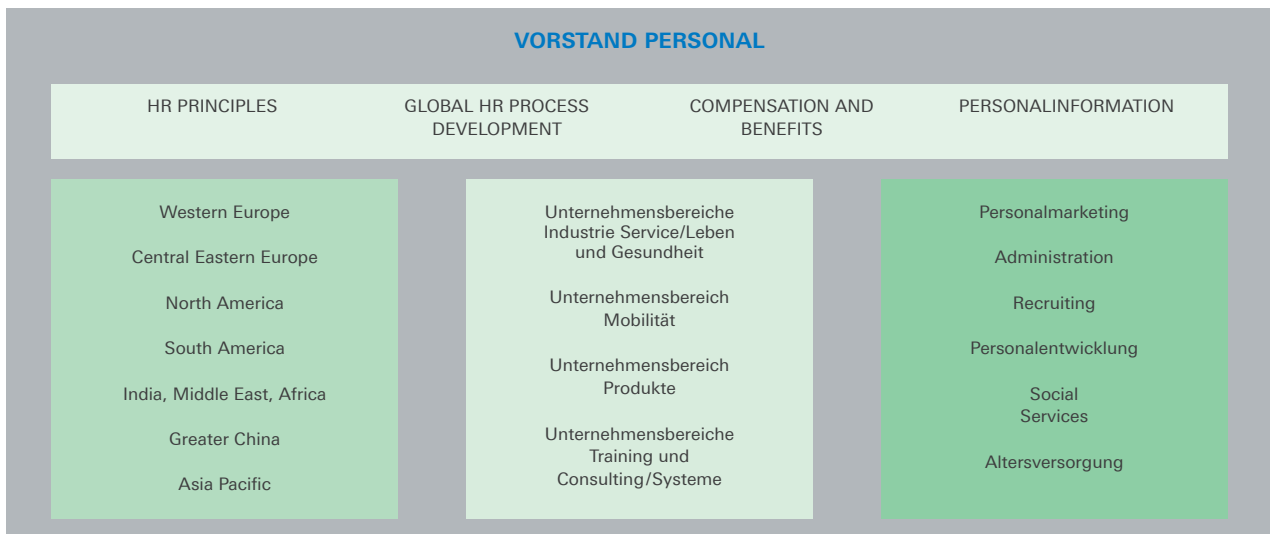 VORSTAND PERSONAL
HR PRINCIPLES
GLOBAL HR PROCESS
DEVELOPMENT
COMPENSATION AND
BENEFITS
PERSONALINFORMATION
Western Europe
Central Eastern Europe
North America
South America
India, Middle East, Africa
Greater China
Asia Pacific
Unternehmensbereiche
Industrie Service/Leben
und Gesundheit
Unternehmensbereich
Mobilität
Unternehmensbereich
Produkte
Unternehmensbereiche
Training und
Consulting/Systeme
Personalmarketing
Administration
Recruiting
Personalentwicklung
Social
Services
Altersversorgung